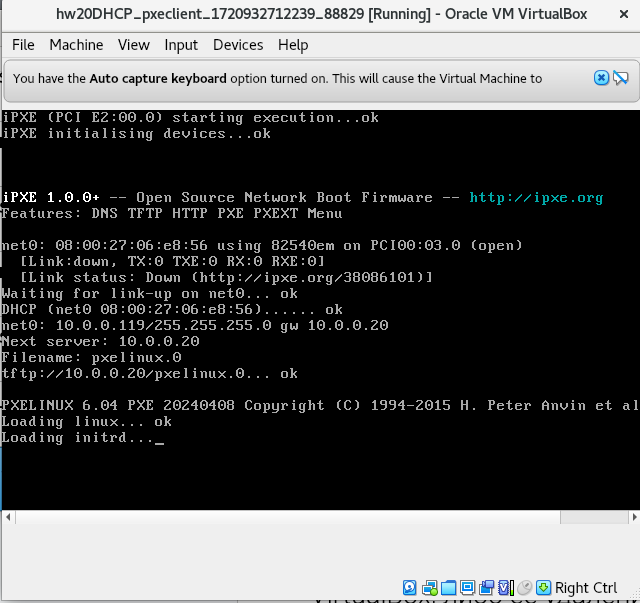 hw20DHCP_pxeclient_1720932712239_88829 [Running] - Oracle VM VirtualBox
File Machine View Input Devices Help
You have the Auto capture keyboard option turned on. This will cause the Virtual Machine to
iPXE (PCI E2:00.0) starting execution...ok
iPXE initialising devices...ok
iPXE 1.0.0+ -- Open Source Network Boot Firmware -- http://ipxe.org
Features: DNS TFTP HTTP PXE PXEXT Menu
net0: 08:00:27:06:e8:56 using 82540em on PCI00:03.0 (open)
[Link:down, TX:0 TXE:0 RX:0 RXE:0]
[Link status: Down (http://ipxe.org/38086101)]
Waiting for link-up on net0... ok
DHCP (net0 08:00:27:06:e8:56)...... ok
net0: 10.0.0.119/255.255.255.0 gw 10.0.0.20
Next server: 10.0.0.20
Filename: pxelinux.0
tftp://10.0.0.20/pxelinux.0... ok
PXELINUX 6.04 PXE 20240408 Copyright (C) 1994-2015 H. Peter Anvin et al
Loading linux... ok
Loading initrd..._
Right Ctrl